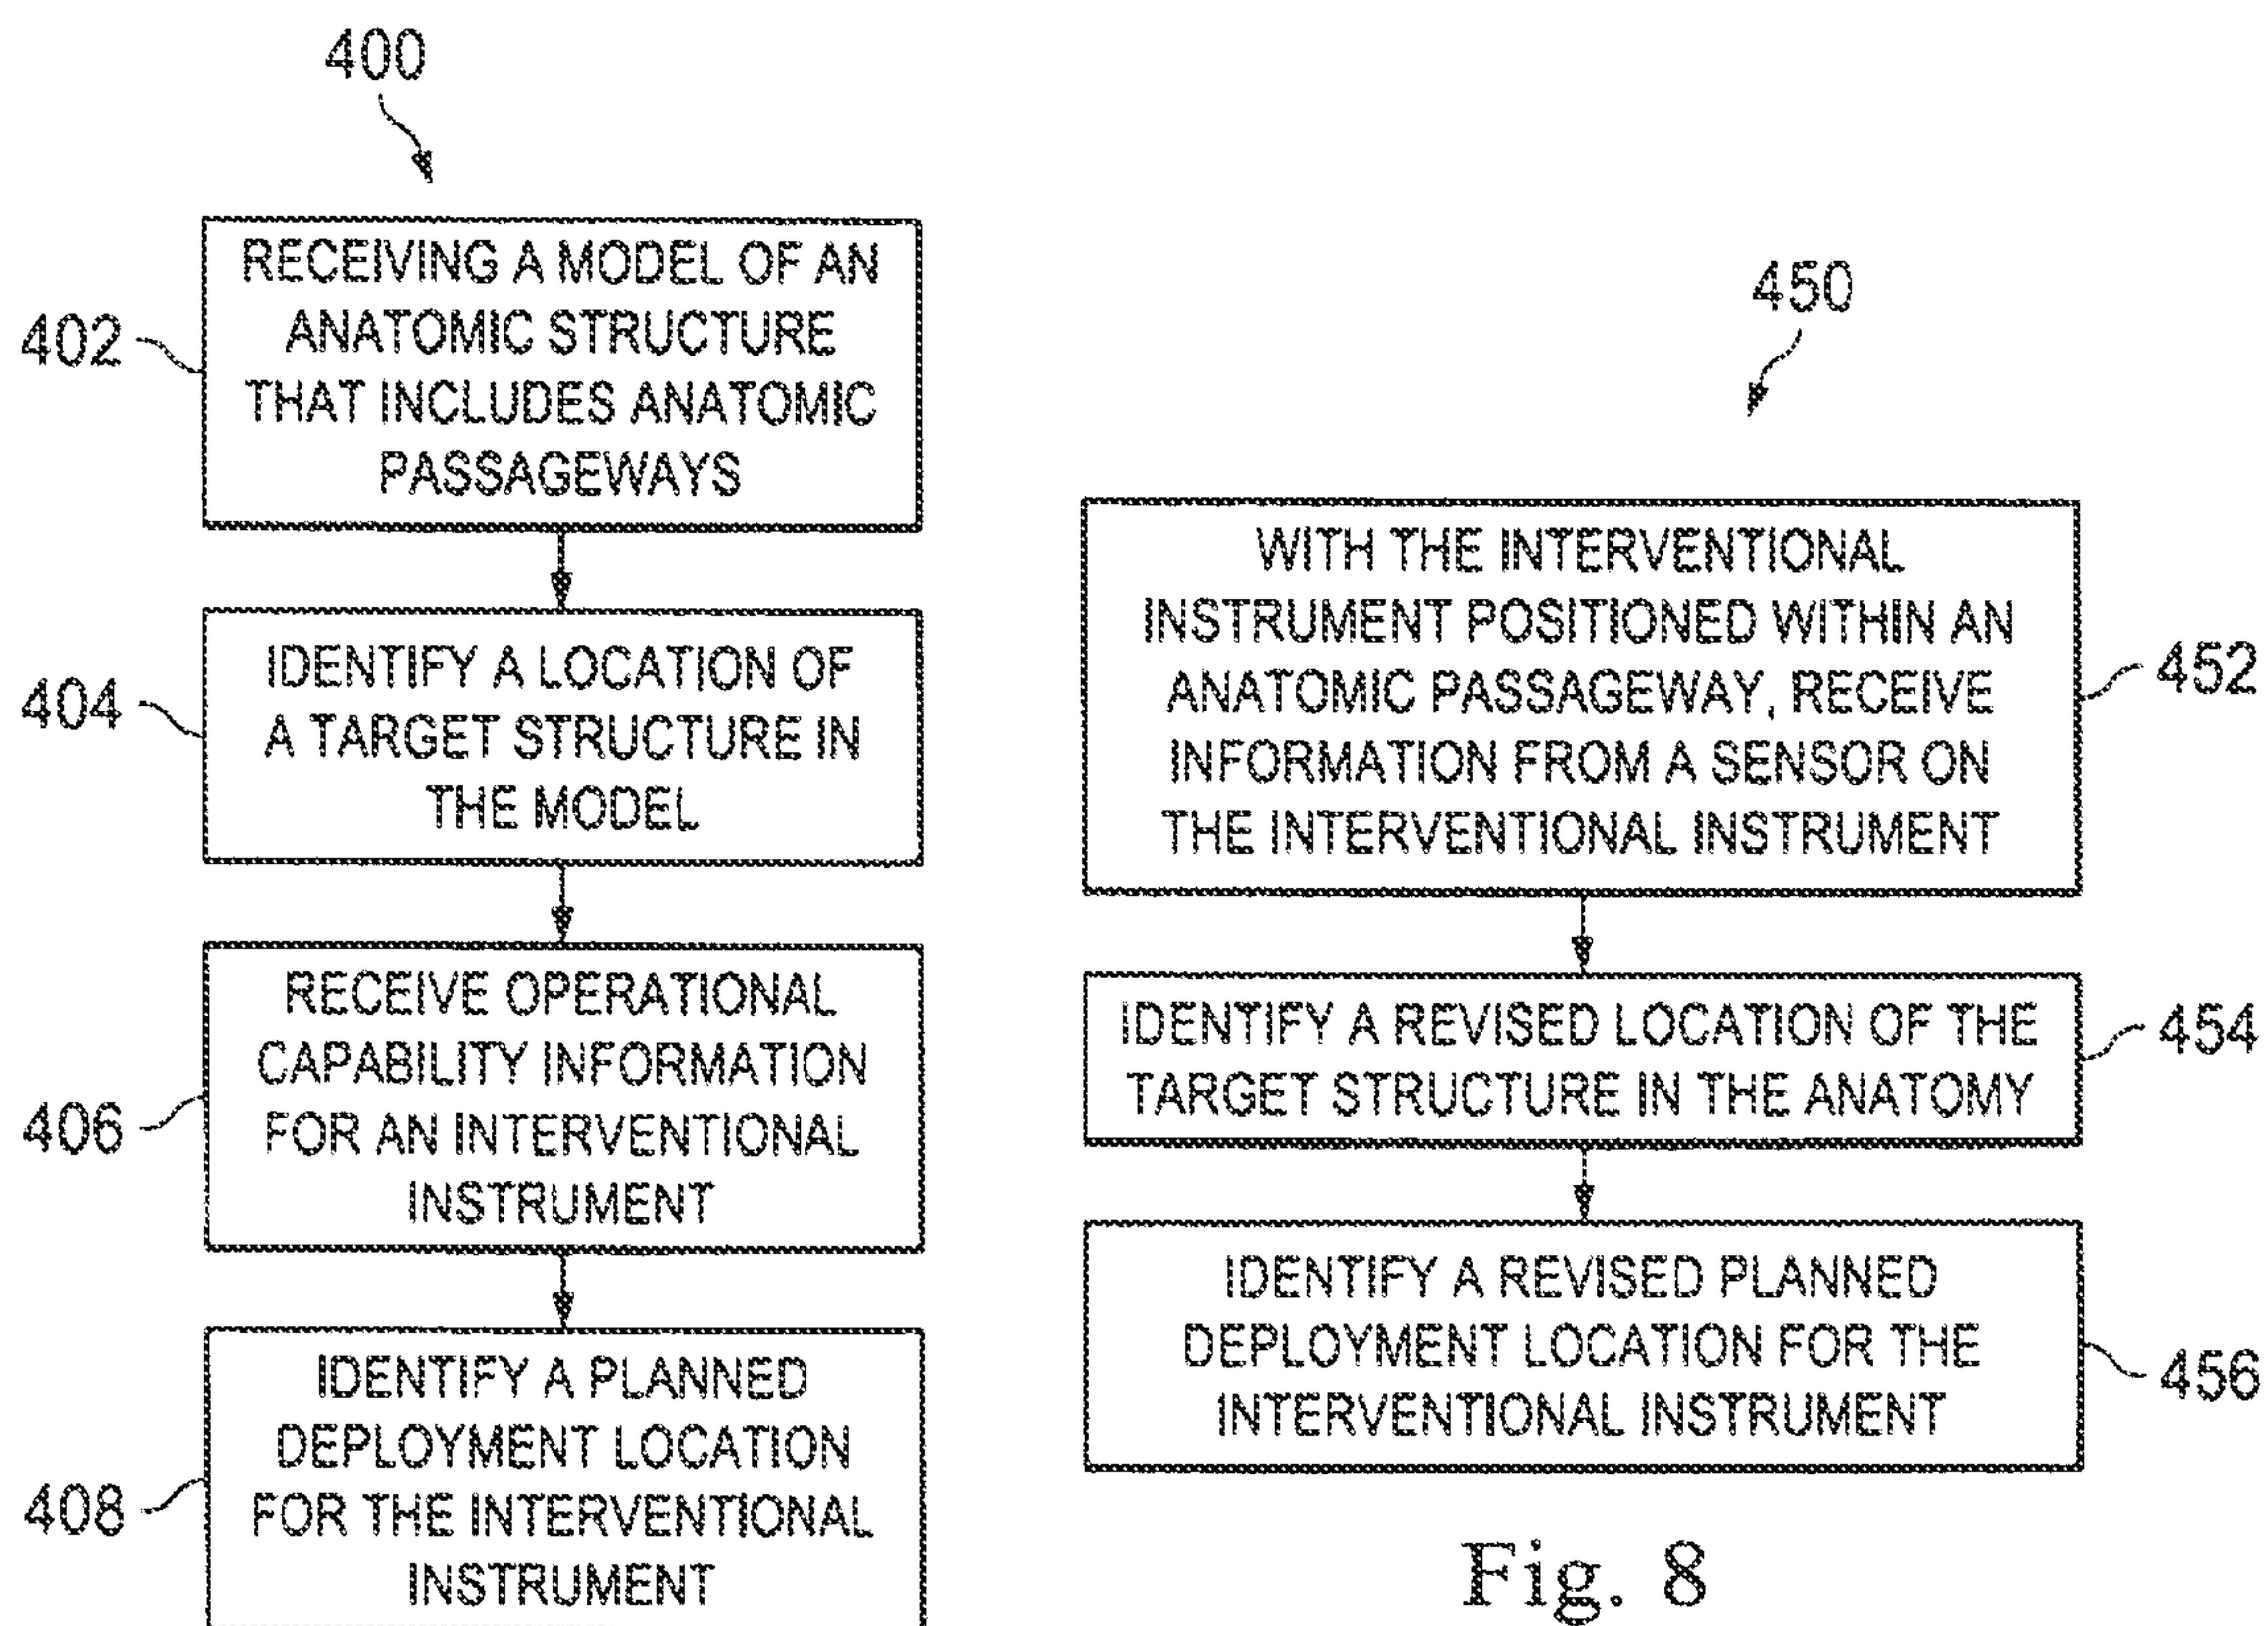 400
402
RECEIVING A MODEL OF AN
ANATOMIC STRUCTURE
THAT INCLUDES ANATOMIC
PASSAGEWAYS
404
IDENTIFY A LOCATION OF
A TARGET STRUCTURE IN
THE MODEL
406
RECEIVE OPERATIONAL
CAPABILITY INFORMATION
FOR AN INTERVENTIONAL
INSTRUMENT
408
IDENTIFY A PLANNED
DEPLOYMENT LOCATION
FOR THE INTERVENTIONAL
INSTRUMENT
450
WITH THE INTERVENTIONAL
INSTRUMENT POSITIONED WITHIN AN
ANATOMIC PASSAGEWAY, RECEIVE
INFORMATION FROM A SENSOR ON
THE INTERVENTIONAL INSTRUMENT
452
IDENTIFY A REVISED LOCATION OF THE
TARGET STRUCTURE IN THE ANATOMY
454
IDENTIFY A REVISED PLANNED
DEPLOYMENT LOCATION FOR THE
INTERVENTIONAL INSTRUMENT
456
Fig. 8